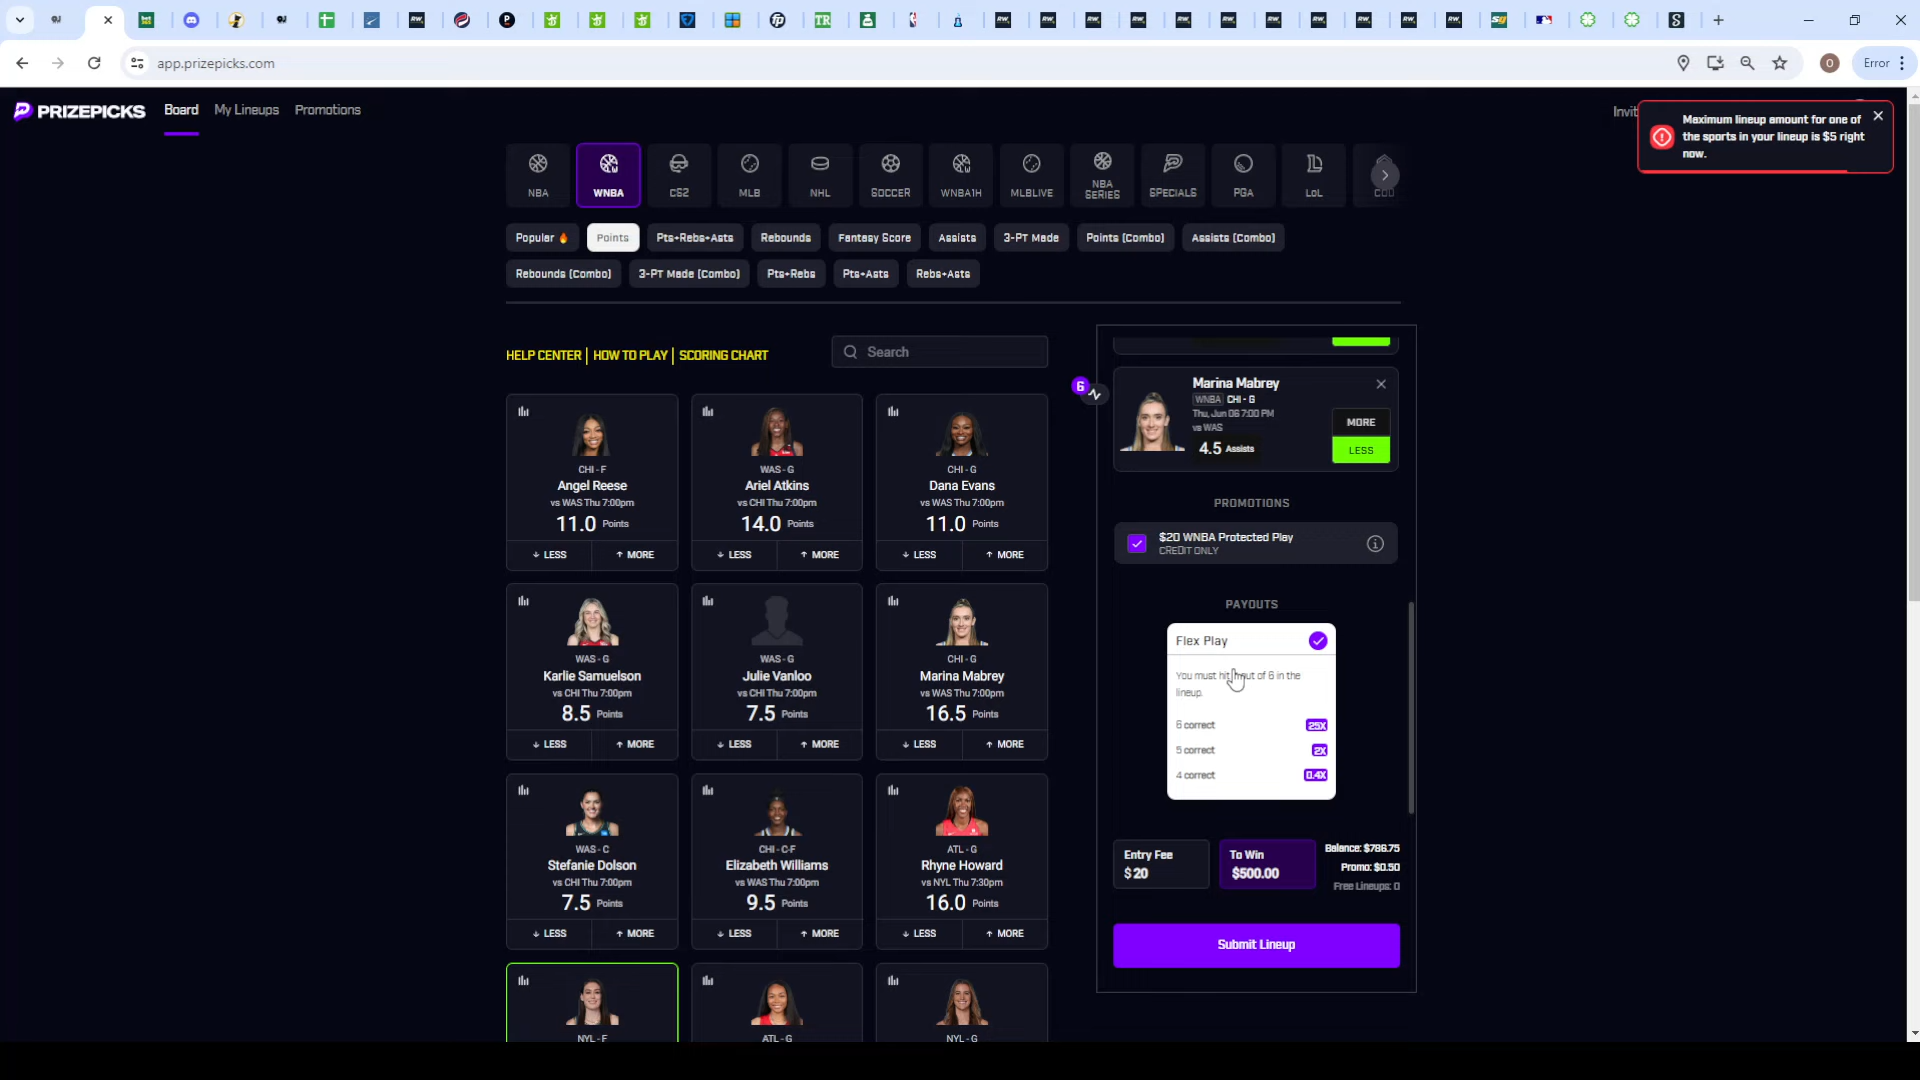 app.prizepicks.com
Error
PRIZEPICKS
Board
My Lineups
Promotions
Maximum lineup amount for one of
the sports in your lineup is $5 right
now.
NBA
WNBA
CS2
MLB
NHL
SOCCER
WNBA1H
MLBLIVE
NBA
SERIES
SPECIALS
PGA
LoL
Popular
Points
Pts+Rebs+Asts
Rebounds
Fantasy Score
Assists
3-PT Made
Points (Combo)
Assists (Combo)
Rebounds (Combo)
3-PT Made (Combo)
Pts+Rebs
Pts+Asts
Rebs+Asts
HELP CENTER | HOW TO PLAY | SCORING CHART
Search
CHI - F
Angel Reese
vs WAS Thu 7:00pm
11.0 Points
LESS
MORE
WAS - G
Ariel Atkins
vs CHI Thu 7:00pm
14.0 Points
LESS
MORE
CHI - G
Dana Evans
vs WAS Thu 7:00pm
11.0 Points
LESS
MORE
WAS - G
Karlie Samuelson
vs CHI Thu 7:00pm
8.5 Points
LESS
MORE
WAS - G
Julie Vanloo
vs CHI Thu 7:00pm
7.5 Points
LESS
MORE
CHI - G
Marina Mabrey
vs WAS Thu 7:00pm
16.5 Points
LESS
MORE
WAS - C
Stefanie Dolson
vs CHI Thu 7:00pm
7.5 Points
LESS
MORE
CHI - C-F
Elizabeth Williams
vs WAS Thu 7:00pm
9.5 Points
LESS
MORE
ATL - G
Rhyne Howard
vs NYL Thu 7:30pm
16.0 Points
LESS
MORE
NYL - F
ATL - G
NYL - G
6
Marina Mabrey
WNBA CHI - G
Thu, Jun 06 7:00 PM
vs WAS
4.5 Assists
MORE
LESS
PROMOTIONS
$20 WNBA Protected Play
CREDIT ONLY
PAYOUTS
Flex Play
You must hit out of 6 in the
lineup.
6 correct 25X
5 correct 2X
4 correct 0.4X
Entry Fee
$ 20
To Win
$500.00
Balance: $786.75
Promo: $0.50
Free Lineups: 0
Submit Lineup